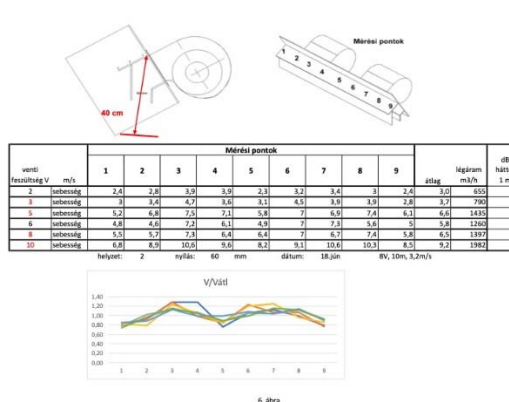 Mérési pontok
1 2 3 4 5 6 7 8 9
40 cm
Mérési pontok
venti feszültség V m/s 1 2 3 4 5 6 7 8 9 átlag légáram m3/h
2 sebesség 2,4 2,8 3,9 3,9 2,3 3,2 3,4 3 2,4 3,0 655
3 sebesség 3 3,4 4,7 3,6 3,1 4,5 3,9 3,9 2,8 3,7 790
5 sebesség 5,2 6,8 7,5 7,1 5,8 7 6,9 7,4 6,1 6,6 1435
6 sebesség 4,8 4,6 7,2 6,1 4,9 7 7,3 5,6 5 5,8 1260
8 sebesség 5,5 5,7 7,3 6,4 6,4 7 6,7 7,4 5,8 6,5 1397
10 sebesség 6,8 8,9 10,6 9,6 8,2 9,1 10,6 10,3 8,5 9,2 1982
helyzet: 2 nyílás: 60 mm dátum: 18.jún 8V, 10m, 3,2m/s
V/Vátl
1,40
1,20
1,00
0,80
0,60
0,40
0,20
0,00
1 2 3 4 5 6 7 8 9
6. ábra